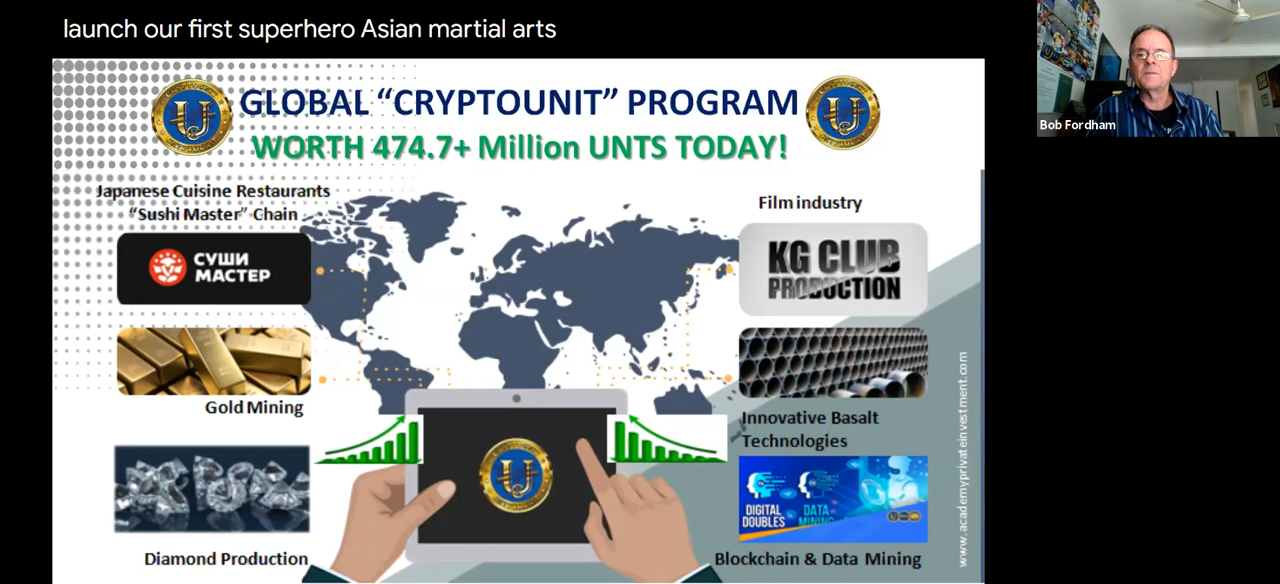 launch our first superhero Asian martial arts
GLOBAL “CRYPTOUNIT” PROGRAM
WORTH 474.7+ Million UNTS TODAY!
Japanese Cuisine Restaurants
“Sushi Master” Chain
СУШИ
МАСТЕР
Gold Mining
Diamond Production
Film industry
KG CLUB
PRODUCTION
Innovative Basalt
Technologies
DIGITAL
DOUBLES
DATA
MINING
Blockchain & Data Mining
www.academyprivateinvestment.com
Bob Fordham